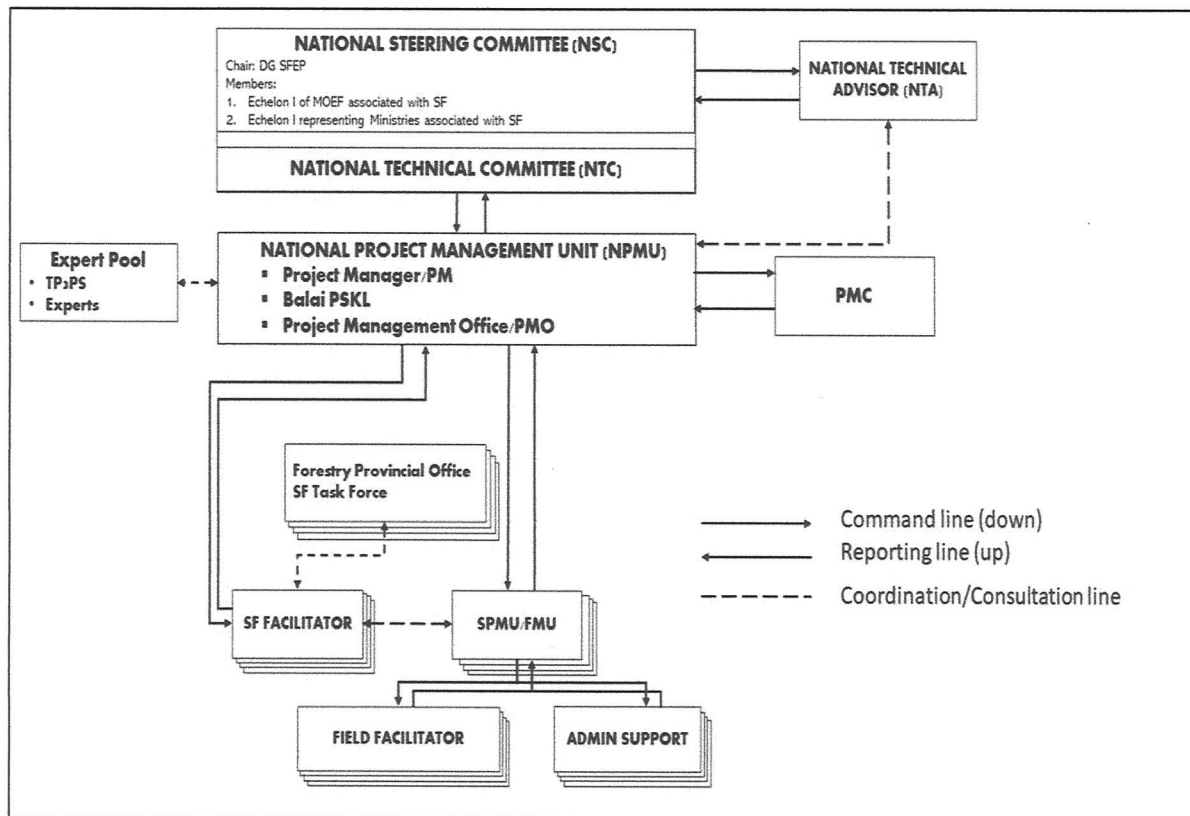 NATIONAL STEERING COMMITTEE (NSC)
Chair: DG SFEP
Members:
1. Echelon I of MOEF associated with SF
2. Echelon I representing Ministries associated with SF
NATIONAL TECHNICAL
ADVISOR (NTA)
NATIONAL TECHNICAL COMMITTEE (NTC)
NATIONAL PROJECT MANAGEMENT UNIT (NPMU)
▪ Project Manager/PM
▪ Balai PSKL
▪ Project Management Office/PMO
Expert Pool
• TP2PS
• Experts
PMC
Forestry Provincial Office
SF Task Force
Command line (down)
Reporting line (up)
Coordination/Consultation line
SF FACILITATOR
SPMU/FMU
FIELD FACILITATOR
ADMIN SUPPORT